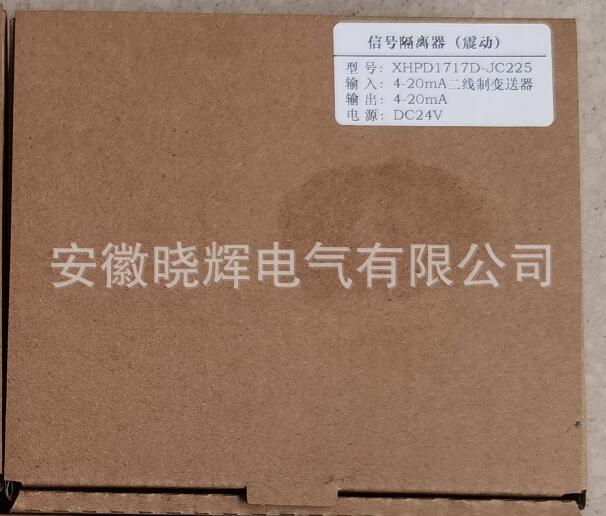 信号隔离器（震动）
型 号：XHPD1717D-JC225
输 入：4-20mA二线制变送器
输 出：4-20mA
电 源：DC24V
安徽晓辉电气有限公司